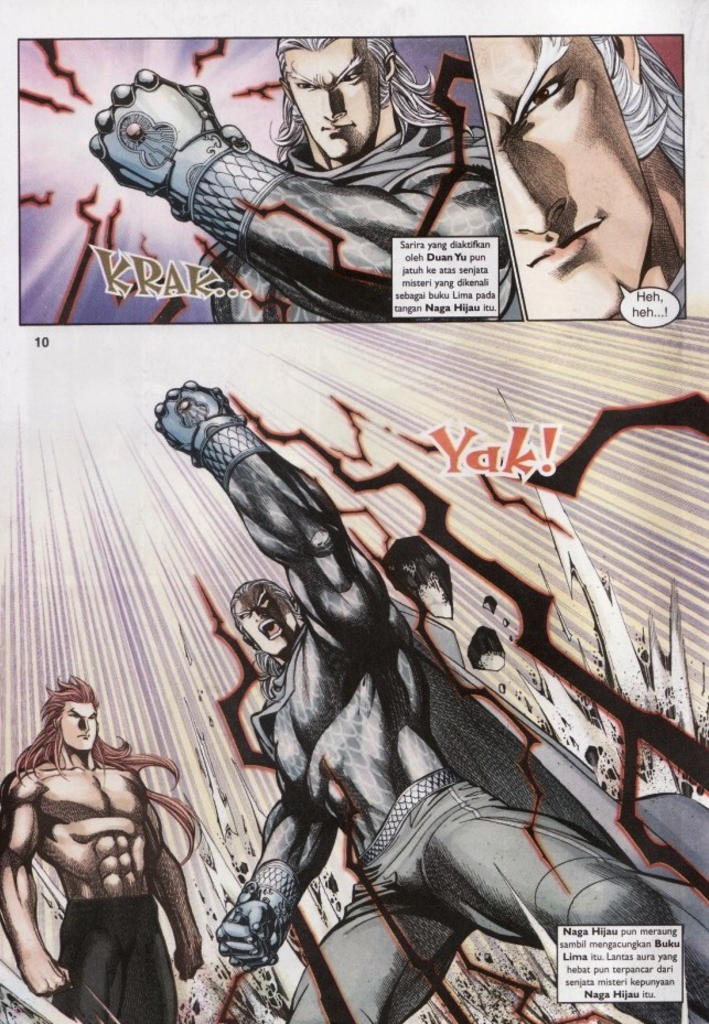 KRAK...
Sarira yang diaktifkan
oleh Duan Yu pun
jatuh ke atas senjata
misteri yang dikenali
sebagai buku Lima pada
tangan Naga Hijau itu.
Heh,
heh...!
10
Yak!
Naga Hijau pun meraung
sambil mengacungkan Buku
Lima itu. Lantas aura yang
hebat pun terpancar dari
senjata misteri kepunyaan
Naga Hijau itu.